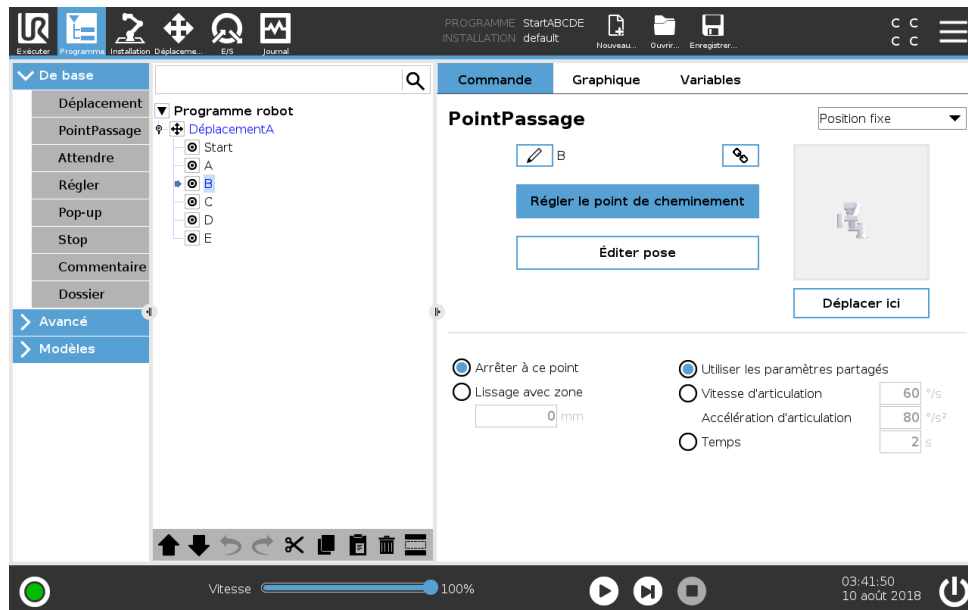 Exécuter Programme Installation Déplaceme... E/S Journal
PROGRAMME StartABCDE
INSTALLATION default
Nouveau... Ouvrir... Enregistrer...
C C
C C
De base
Déplacement
PointPassage
Attendre
Régler
Pop-up
Stop
Commentaire
Dossier
Avancé
Modèles
Programme robot
DéplacementA
Start
A
B
C
D
E
Commande Graphique Variables
PointPassage
Position fixe
B
Régler le point de cheminement
Éditer pose
Déplacer ici
Arrêter à ce point
Lissage avec zone
0 mm
Utiliser les paramètres partagés
Vitesse d'articulation 60 °/s
Accélération d'articulation 80 °/s²
Temps 2 s
Vitesse 100%
03:41:50
10 août 2018